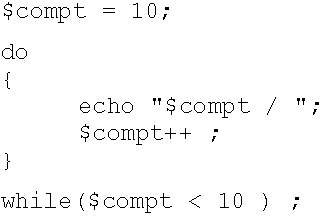 $compt = 10;
do
{
echo "$compt / ";
$compt++ ;
}
while($compt < 10 ) ;